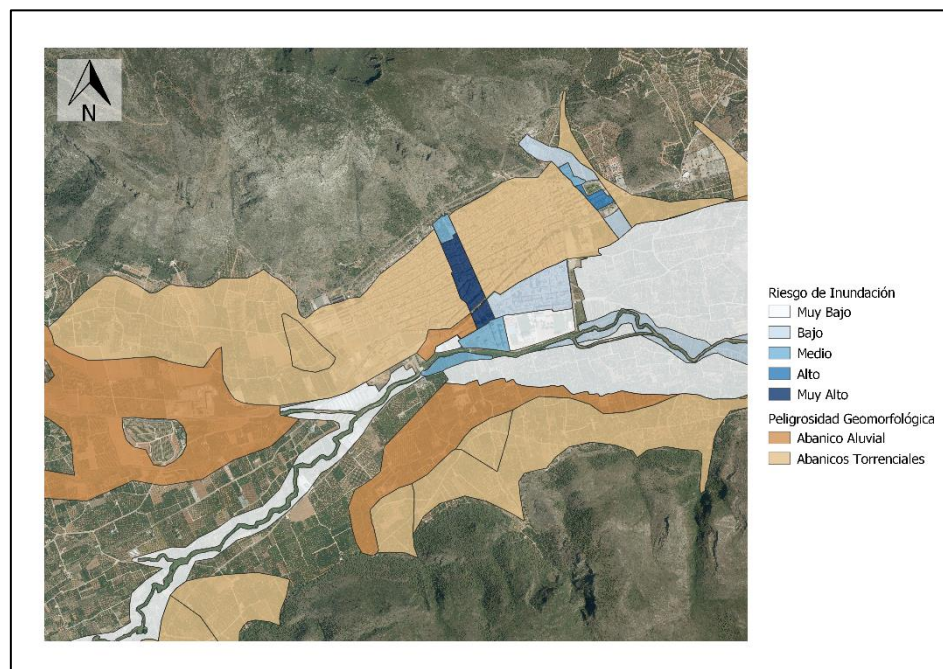 N
Riesgo de Inundación
Muy Bajo
Bajo
Medio
Alto
Muy Alto
Peligrosidad Geomorfológica
Abanico Aluvial
Abanicos Torrenciales